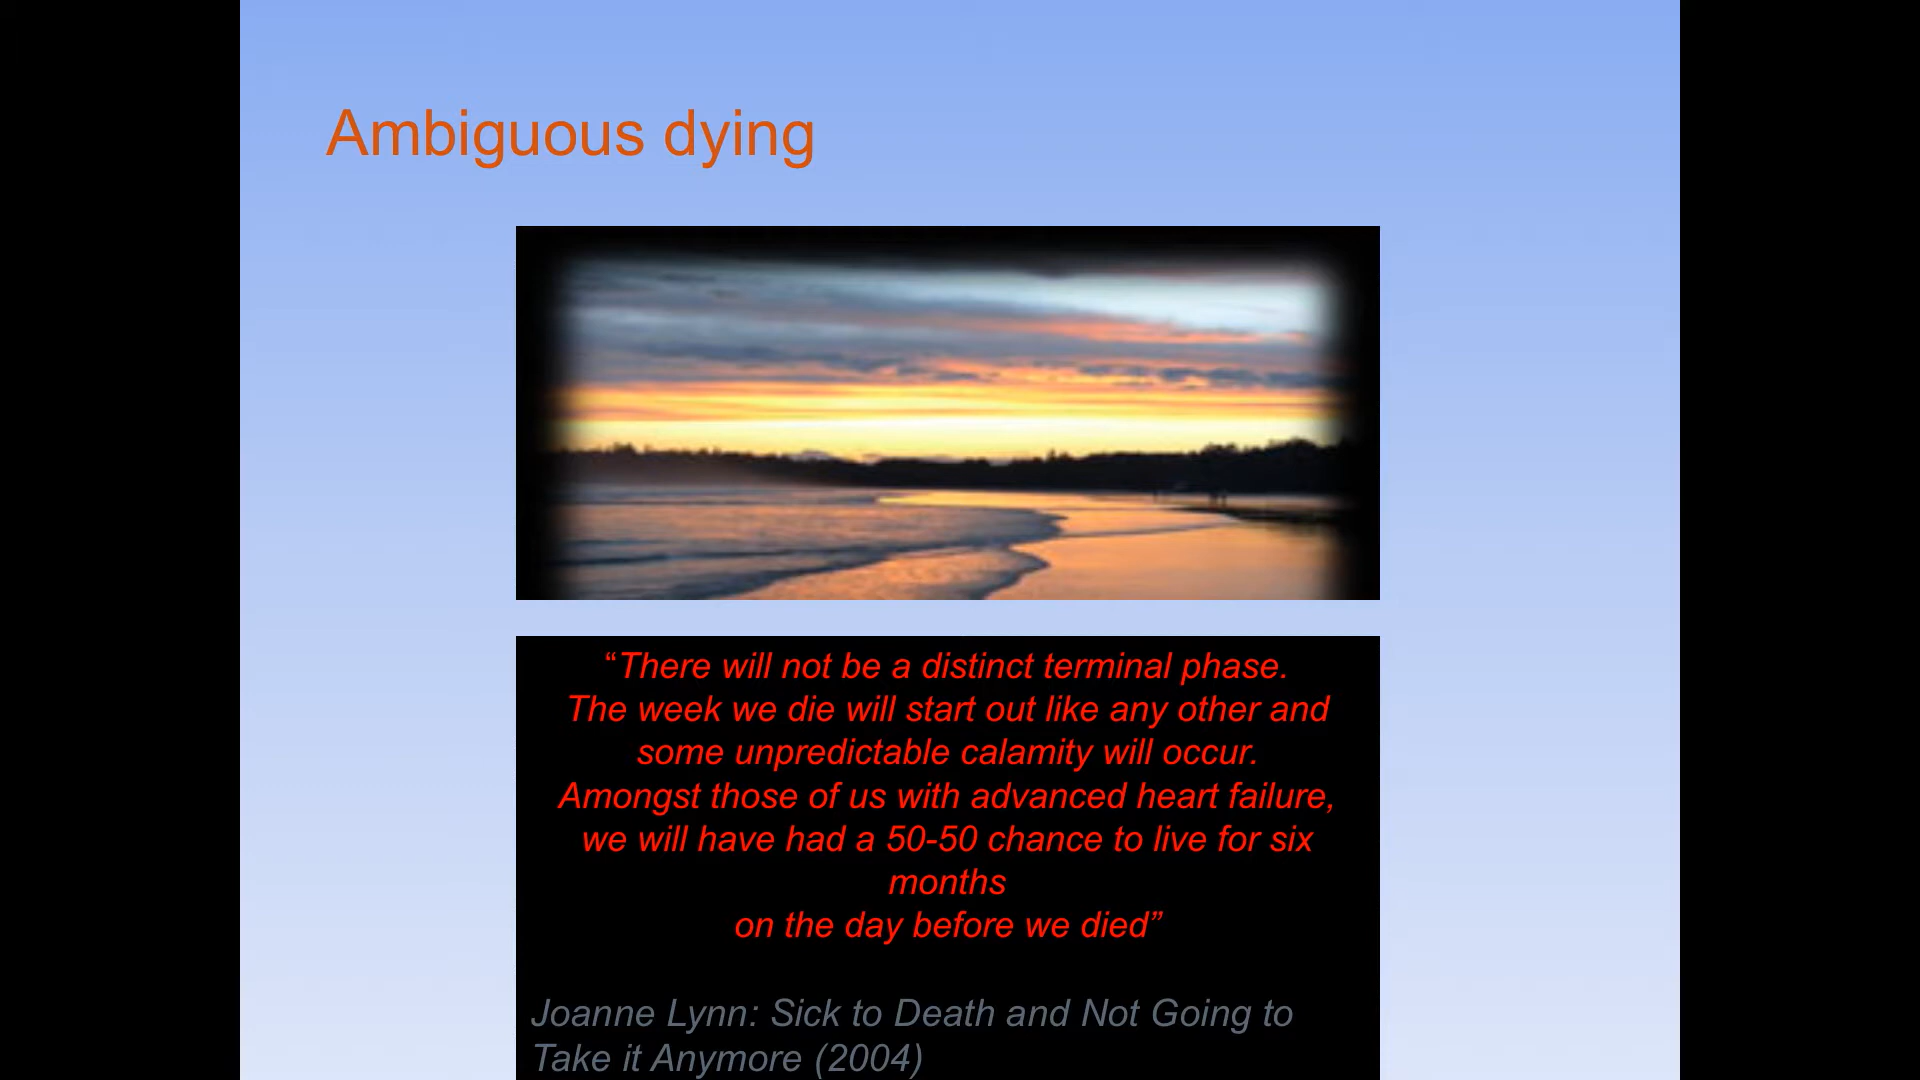 Ambiguous dying
“There will not be a distinct terminal phase.
The week we die will start out like any other and
some unpredictable calamity will occur.
Amongst those of us with advanced heart failure,
we will have had a 50-50 chance to live for six
months
on the day before we died”
Joanne Lynn: Sick to Death and Not Going to
Take it Anymore (2004)